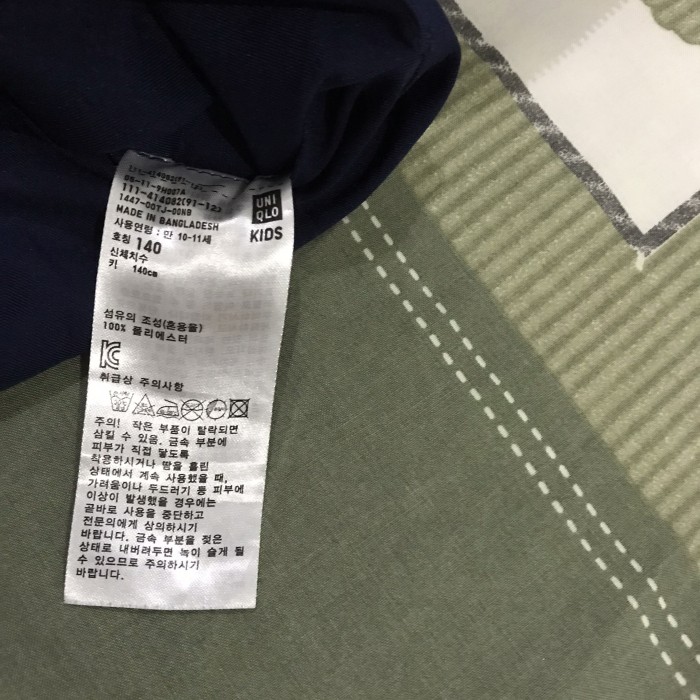 05-11-9H007A
111-414082(91-12)
1447-00TJ-00NB
MADE IN BANGLADESH
UNI
QLO
KIDS
사용연령 : 만 10-11세
호칭 140
신체치수
키 140cm
섬유의 조성(혼용율)
100% 폴리에스터
취급상 주의사항
주의! 작은 부품이 탈락되면
삼킬 수 있음. 금속 부분에
피부가 직접 닿도록
착용하시거나 땀을 흘린
상태에서 계속 사용했을 때,
가려움이나 두드러기 등 피부에
이상이 발생했을 경우에는
곧바로 사용을 중단하고
전문의에게 상의하시기
바랍니다. 금속 부분을 젖은
상태로 내버려두면 녹이 슬게 될
수 있으므로 주의하시기
바랍니다.